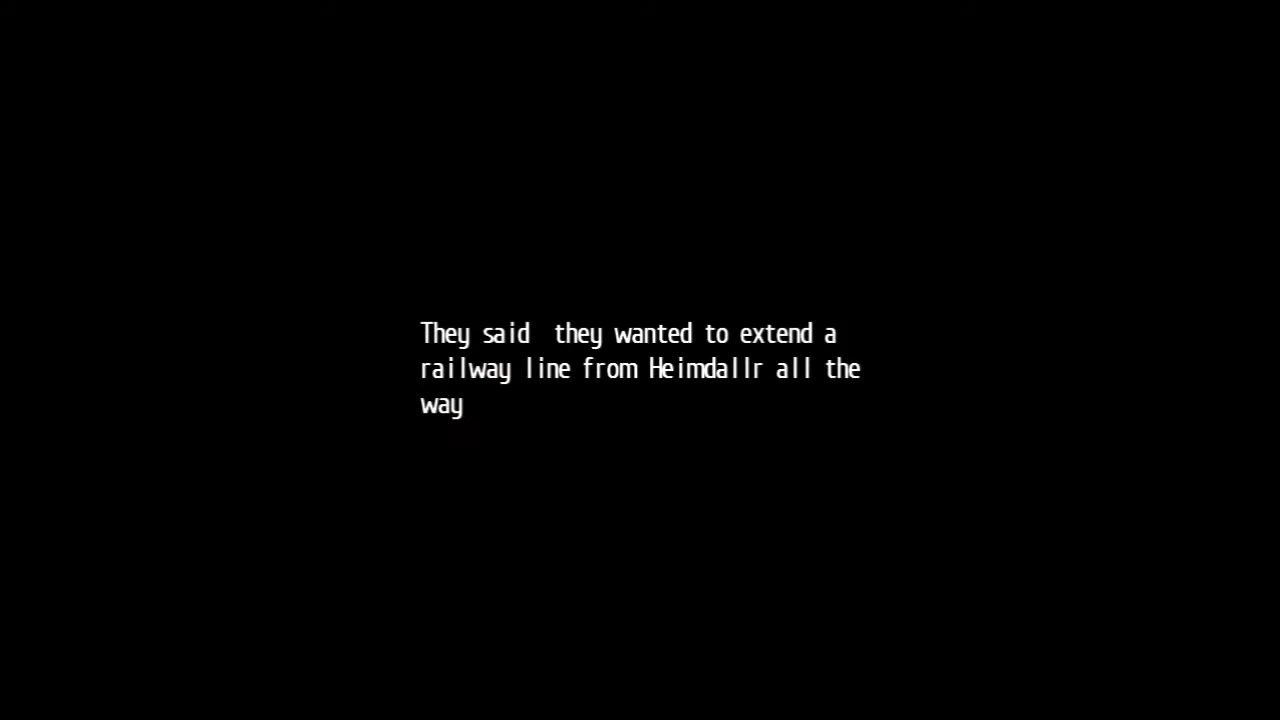 They said  they wanted to extend a
railway line from Heimdallr all the
way